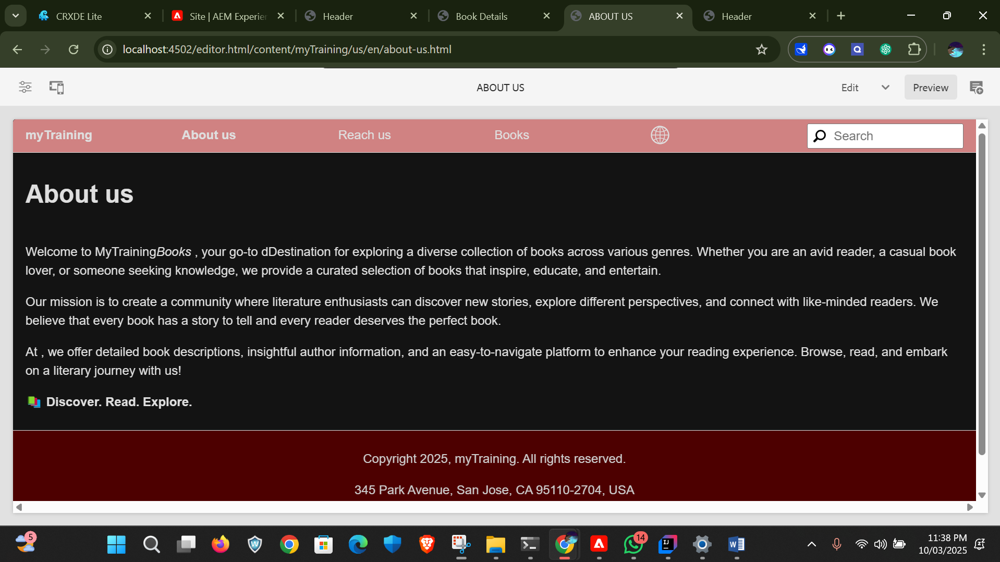 CRXDE Lite
Site | AEM Experier
Header
Book Details
ABOUT US
Header
localhost:4502/editor.html/content/myTraining/us/en/about-us.html
ABOUT US
Edit
Preview
myTraining
About us
Reach us
Books
Search
About us
Welcome to MyTrainingBooks , your go-to dDestination for exploring a diverse collection of books across various genres. Whether you are an avid reader, a casual book
lover, or someone seeking knowledge, we provide a curated selection of books that inspire, educate, and entertain.
Our mission is to create a community where literature enthusiasts can discover new stories, explore different perspectives, and connect with like-minded readers. We
believe that every book has a story to tell and every reader deserves the perfect book.
At , we offer detailed book descriptions, insightful author information, and an easy-to-navigate platform to enhance your reading experience. Browse, read, and embark
on a literary journey with us!
📚 Discover. Read. Explore.
Copyright 2025, myTraining. All rights reserved.
345 Park Avenue, San Jose, CA 95110-2704, USA
5
14
11:38 PM
10/03/2025